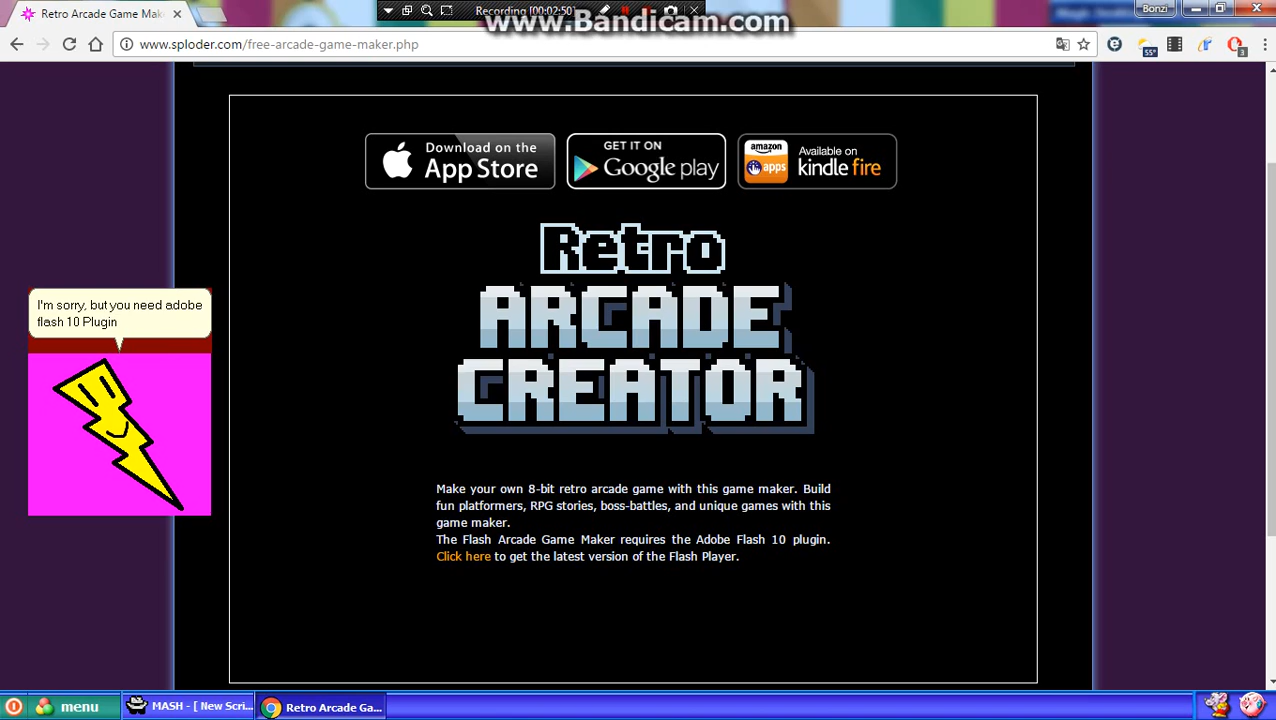 Recording [00:02:50]
www.Bandicam.com
Bonzi
Retro Arcade Game Mak
www.sploder.com/free-arcade-game-maker.php
55°
3
Download on the
App Store
GET IT ON
Google play
amazon
apps
Available on
kindle fire
Retro
ARCADE
CREATOR
I'm sorry, but you need adobe
flash 10 Plugin
Make your own 8-bit retro arcade game with this game maker. Build
fun platformers, RPG stories, boss-battles, and unique games with this
game maker.
The Flash Arcade Game Maker requires the Adobe Flash 10 plugin.
Click here to get the latest version of the Flash Player.
menu
MASH - [ New Scri...
Retro Arcade Ga...